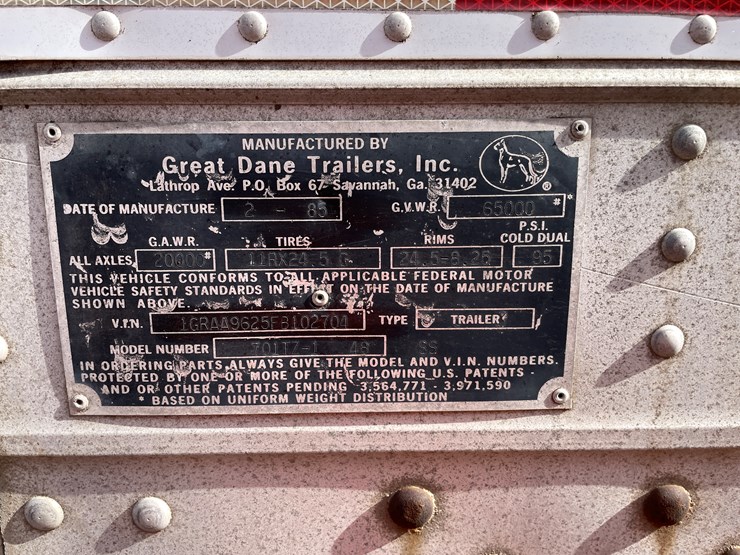 MANUFACTURED BY
Great Dane Trailers, Inc.
Lathrop Ave. P.O. Box 67 Savannah, Ga. 31402
®
DATE OF MANUFACTURE 2 - 85 G.V.W.R. 65000 # *
G.A.W.R. TIRES RIMS P.S.I. COLD DUAL
ALL AXLES 20000 # 11RX24.5 G 24.5-8.25 95
THIS VEHICLE CONFORMS TO ALL APPLICABLE FEDERAL MOTOR
VEHICLE SAFETY STANDARDS IN EFFECT ON THE DATE OF MANUFACTURE
SHOWN ABOVE.
V.I.N. 1GRAA9625FB102704 TYPE TRAILER
MODEL NUMBER 701TZ-1 48 SS
IN ORDERING PARTS ALWAYS GIVE THE MODEL AND V.I.N. NUMBERS.
PROTECTED BY ONE OR MORE OF THE FOLLOWING U.S. PATENTS -
AND OR OTHER PATENTS PENDING - 3,564,771 - 3,971,590
* BASED ON UNIFORM WEIGHT DISTRIBUTION